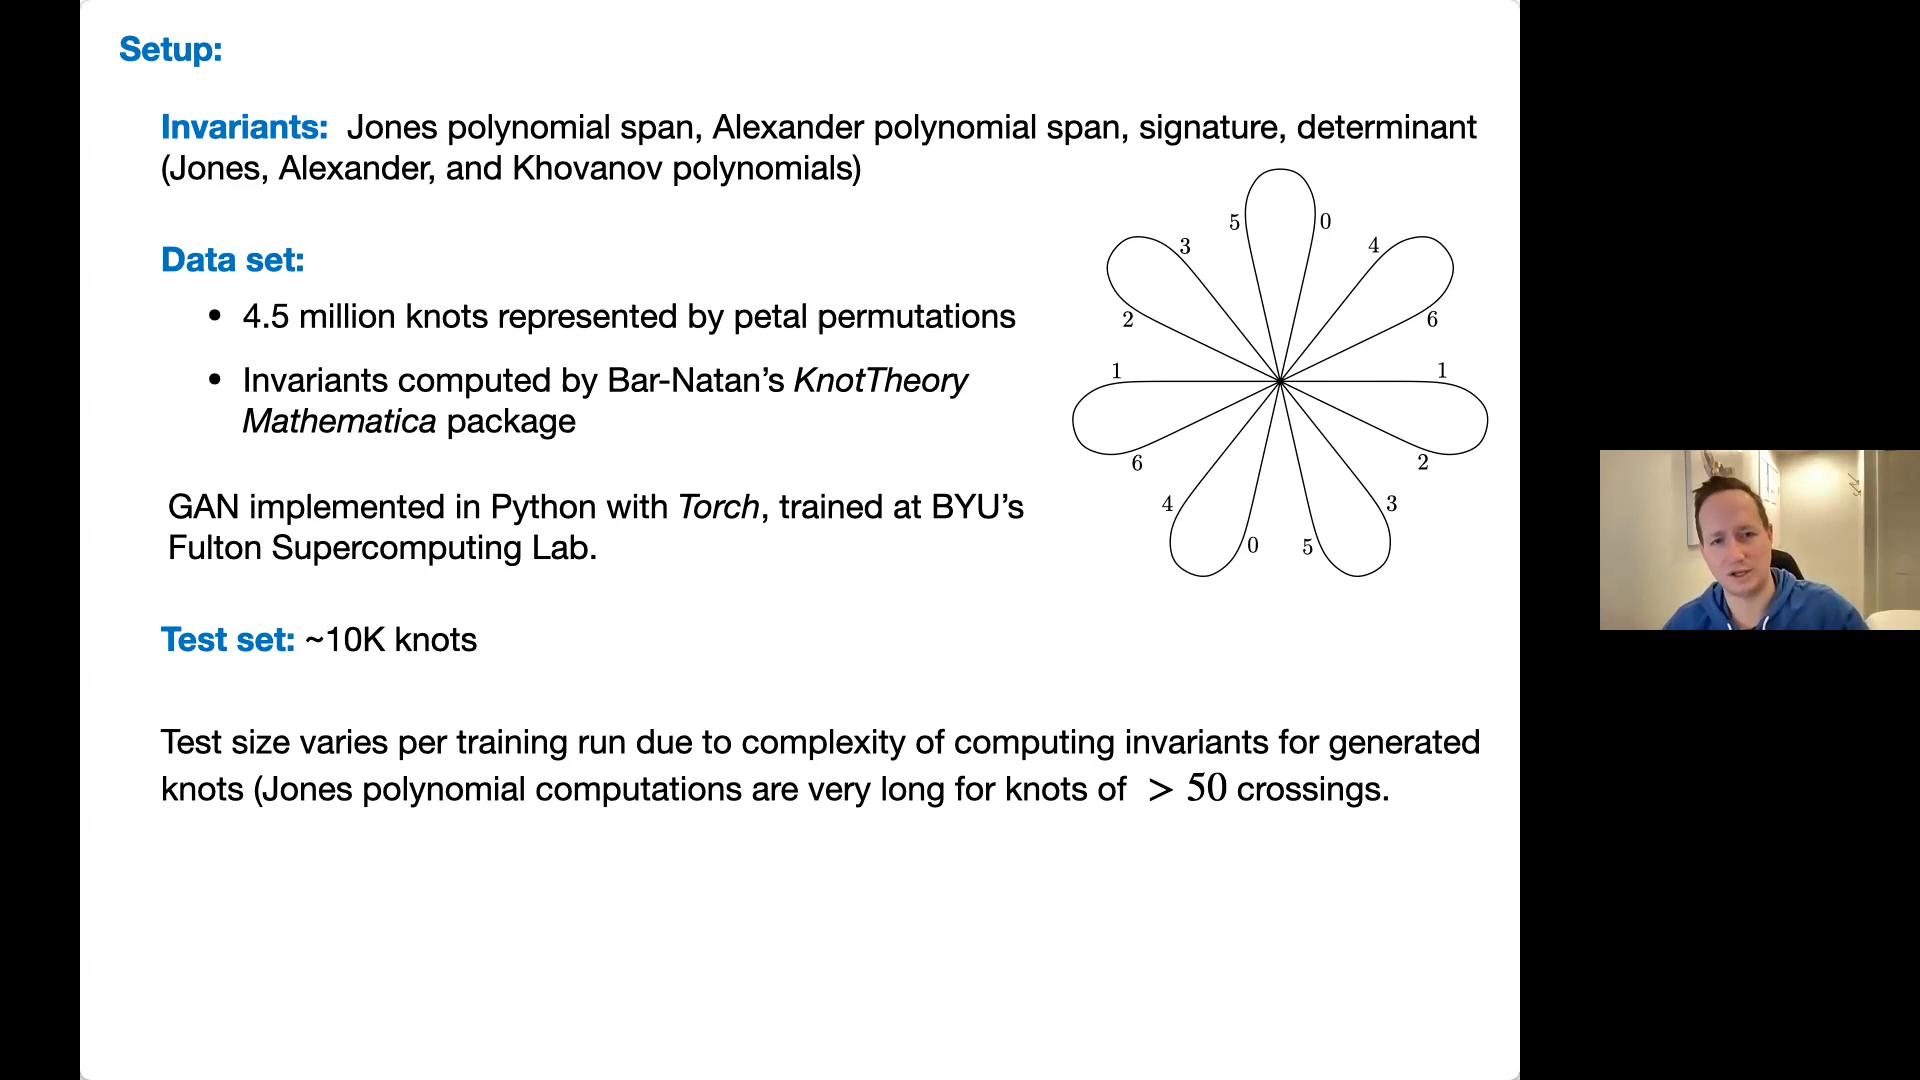 Setup:
Invariants: Jones polynomial span, Alexander polynomial span, signature, determinant
(Jones, Alexander, and Khovanov polynomials)
Data set:
• 4.5 million knots represented by petal permutations
• Invariants computed by Bar-Natan's KnotTheory
Mathematica package
GAN implemented in Python with Torch, trained at BYU's
Fulton Supercomputing Lab.
Test set: ~10K knots
Test size varies per training run due to complexity of computing invariants for generated
knots (Jones polynomial computations are very long for knots of > 50 crossings.
5 0
3 4
2 6
1 1
6 2
4 3
0 5